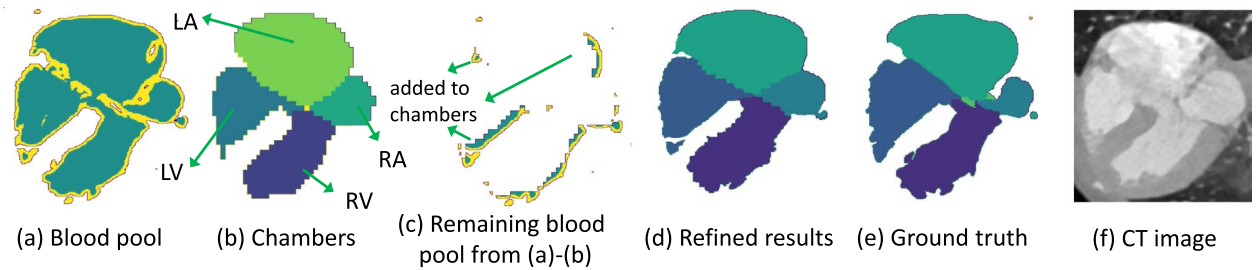 LA
LV
RA
RV
added to
chambers
(a) Blood pool
(b) Chambers
(c) Remaining blood
pool from (a)-(b)
(d) Refined results
(e) Ground truth
(f) CT image